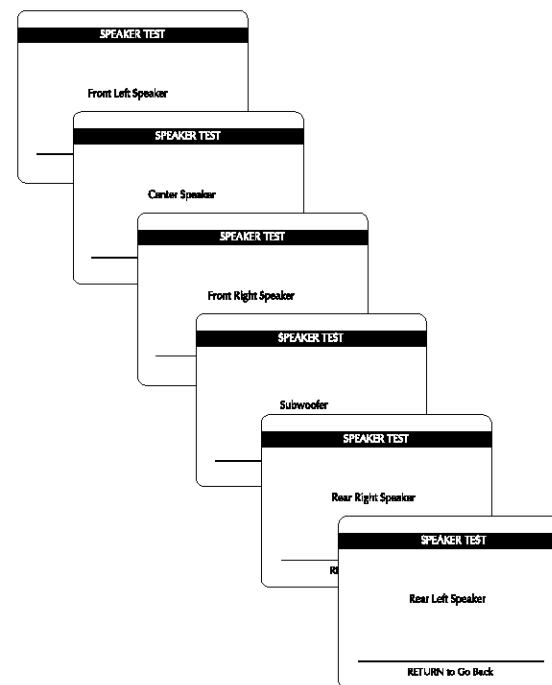 SPEAKER TEST
Front Left Speaker
SPEAKER TEST
Center Speaker
SPEAKER TEST
Front Right Speaker
SPEAKER TEST
Subwoofer
SPEAKER TEST
Rear Right Speaker
SPEAKER TEST
Rear Left Speaker
RETURN to Go Back